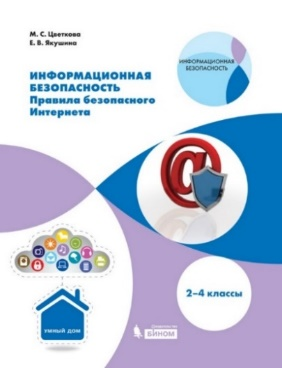 М. С. Цветкова
Е. В. Якушина
ИНФОРМАЦИОННАЯ
БЕЗОПАСНОСТЬ
ИНФОРМАЦИОННАЯ
БЕЗОПАСНОСТЬ
Правила безопасного
Интернета
@
2–4 классы
УМНЫЙ ДОМ
БИНОМ